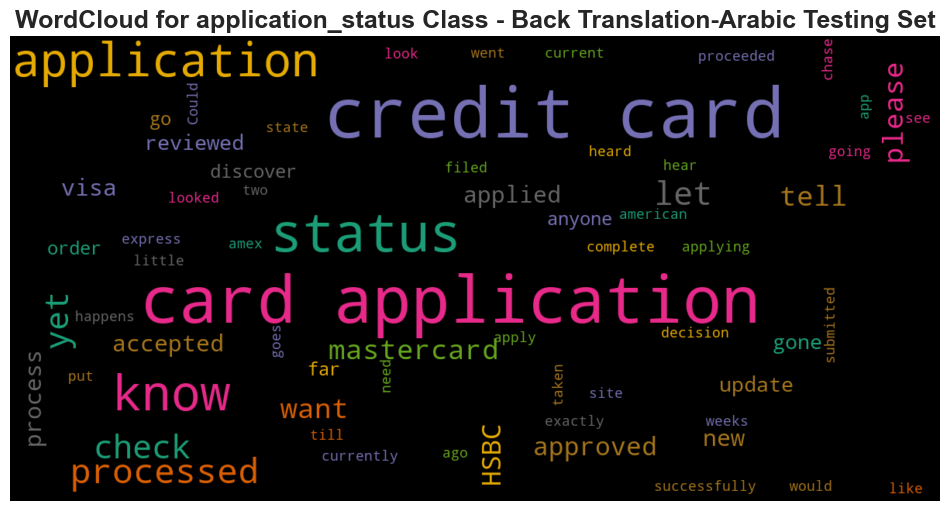 WordCloud for application_status Class - Back Translation-Arabic Testing Set
application
look
went
current
proceeded
chase
please
Could
credit card
app
see
go
state
reviewed
heard
going
discover
filed
hear
visa
two
looked
applied
let
tell
anyone
american
order
express
amex
status
complete
applying
little
yet
happens
card application
goes
submitted
accepted
mastercard
apply
decision
gone
process
put
know
far
need
taken
site
update
want
exactly
weeks
check
till
HSBC
approved
new
processed
currently
ago
successfully
would
like